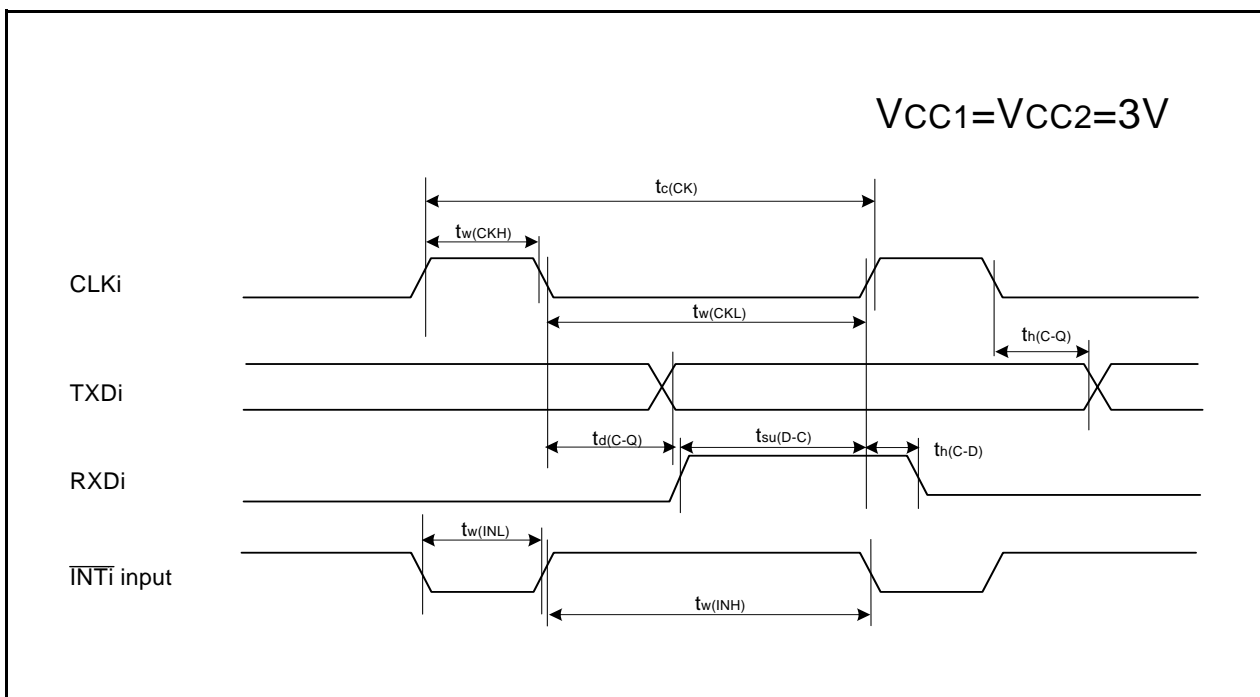 VCC1=VCC2=3V
tc(CK)
tw(CKH)
CLKi
tw(CKL)
th(C-Q)
TXDi
td(C-Q)
tsu(D-C)
th(C-D)
RXDi
tw(INL)
I̅N̅T̅i̅ input
tw(INH)